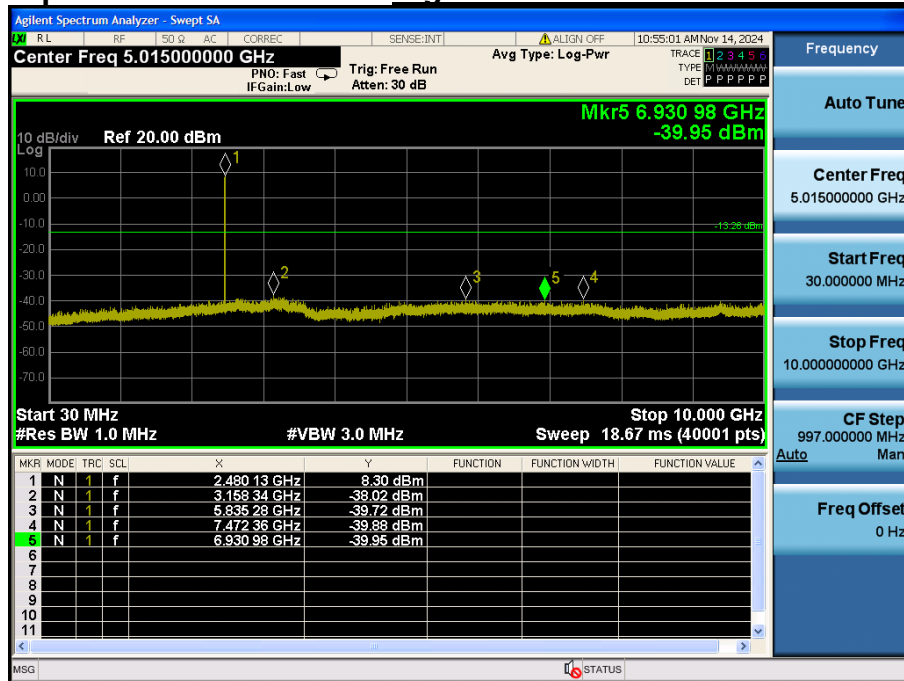 Agilent Spectrum Analyzer - Swept SA
LXI RL RF 50 Ω AC CORREC SENSE:INT ALIGN OFF 10:55:01 AM Nov 14, 2024
Center Freq 5.015000000 GHz
PNO: Fast
IFGain:Low
Trig: Free Run
Atten: 30 dB
Avg Type: Log-Pwr
TRACE 1 2 3 4 5 6
TYPE MWWWWW
DET P P P P P P
Mkr5 6.930 98 GHz
-39.95 dBm
10 dB/div Ref 20.00 dBm
Log
10.0
0.00
-10.0
-20.0
-30.0
-40.0
-50.0
-60.0
-70.0
1
2
3
5
4
-13.26 dBm
Start 30 MHz Stop 10.000 GHz
#Res BW 1.0 MHz #VBW 3.0 MHz Sweep 18.67 ms (40001 pts)
MKR MODE TRC SCL X Y FUNCTION FUNCTION WIDTH FUNCTION VALUE
1 N 1 f 2.480 13 GHz 8.30 dBm
2 N 1 f 3.158 34 GHz -38.02 dBm
3 N 1 f 5.835 28 GHz -39.72 dBm
4 N 1 f 7.472 36 GHz -39.88 dBm
5 N 1 f 6.930 98 GHz -39.95 dBm
6
7
8
9
10
11
MSG STATUS
Frequency
Auto Tune
Center Freq
5.015000000 GHz
Start Freq
30.000000 MHz
Stop Freq
10.000000000 GHz
CF Step
997.000000 MHz
Auto Man
Freq Offset
0 Hz